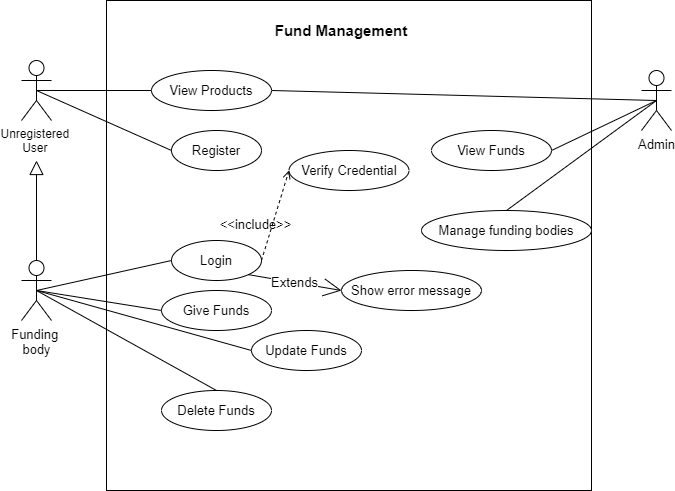 Fund Management
View Products
Unregistered
User
Register
View Funds
Admin
Verify Credential
<<include>>
Manage funding bodies
Login
Extends
Show error message
Give Funds
Funding
body
Update Funds
Delete Funds